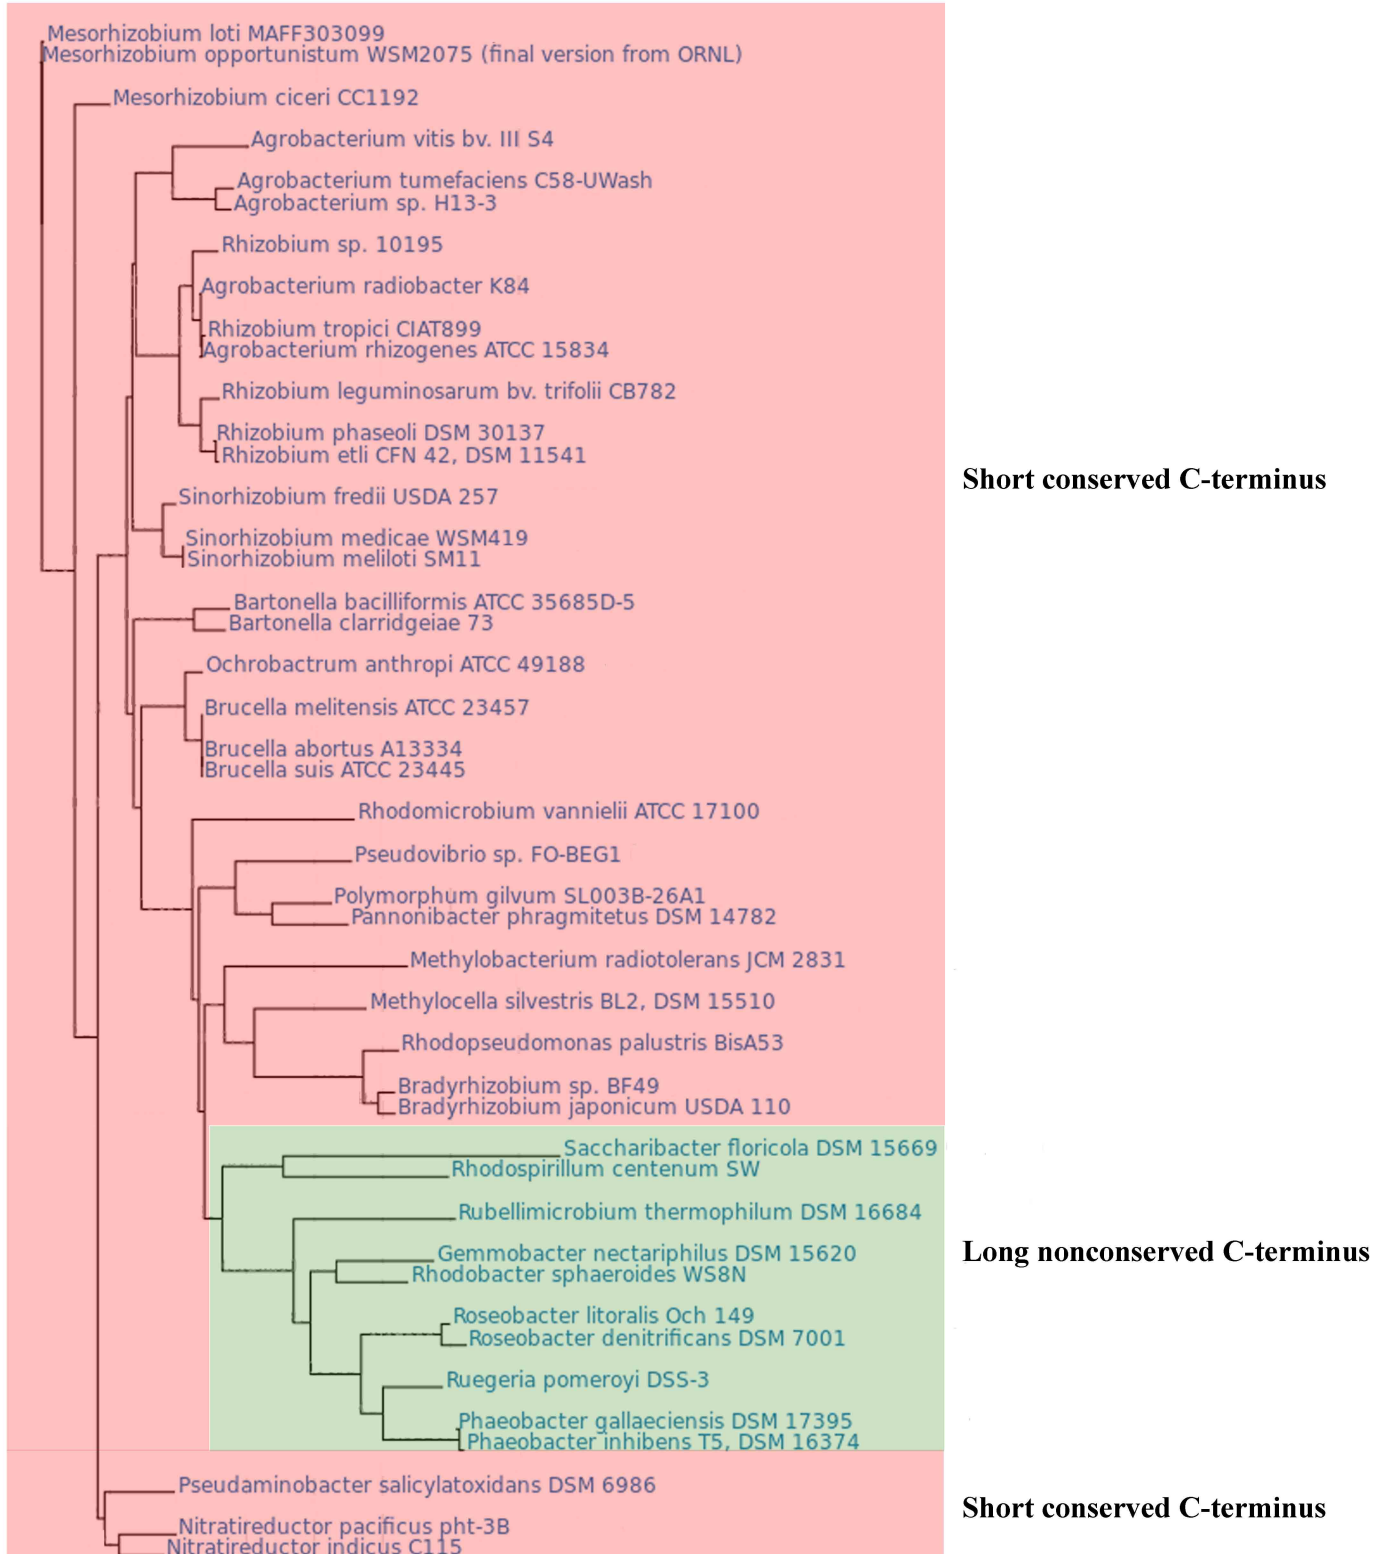 Mesorhizobium loti MAFF303099
Mesorhizobium opportunistum WSM2075 (final version from ORNL)
Mesorhizobium ciceri CC1192
Agrobacterium vitis bv. III S4
Agrobacterium tumefaciens C58-UWash
Agrobacterium sp. H13-3
Rhizobium sp. 10195
Agrobacterium radiobacter K84
Rhizobium tropici CIAT899
Agrobacterium rhizogenes ATCC 15834
Rhizobium leguminosarum bv. trifolii CB782
Rhizobium phaseoli DSM 30137
Rhizobium etli CFN 42, DSM 11541
Short conserved C-terminus
Sinorhizobium fredii USDA 257
Sinorhizobium medicae WSM419
Sinorhizobium meliloti SM11
Bartonella bacilliformis ATCC 35685D-5
Bartonella clarridgeiae 73
Ochrobactrum anthropi ATCC 49188
Brucella melitensis ATCC 23457
Brucella abortus A13334
Brucella suis ATCC 23445
Rhodomicrobium vannielii ATCC 17100
Pseudovibrio sp. FO-BEG1
Polymorphum gilvum SL003B-26A1
Pannonibacter phragmitetus DSM 14782
Methylobacterium radiotolerans JCM 2831
Methylocella silvestris BL2, DSM 15510
Rhodopseudomonas palustris BisA53
Bradyrhizobium sp. BF49
Bradyrhizobium japonicum USDA 110
Saccharibacter floricola DSM 15669
Rhodospirillum centenum SW
Rubellimicrobium thermophilum DSM 16684
Gemmobacter nectariphilus DSM 15620
Long nonconserved C-terminus
Rhodobacter sphaeroides WS8N
Roseobacter litoralis Och 149
Roseobacter denitrificans DSM 7001
Ruegeria pomeroyi DSS-3
Phaeobacter gallaeciensis DSM 17395
Phaeobacter inhibens T5, DSM 16374
Pseudaminobacter salicylatoxidans DSM 6986
Short conserved C-terminus
Nitratireductor pacificus pht-3B
Nitratireductor indicus C115